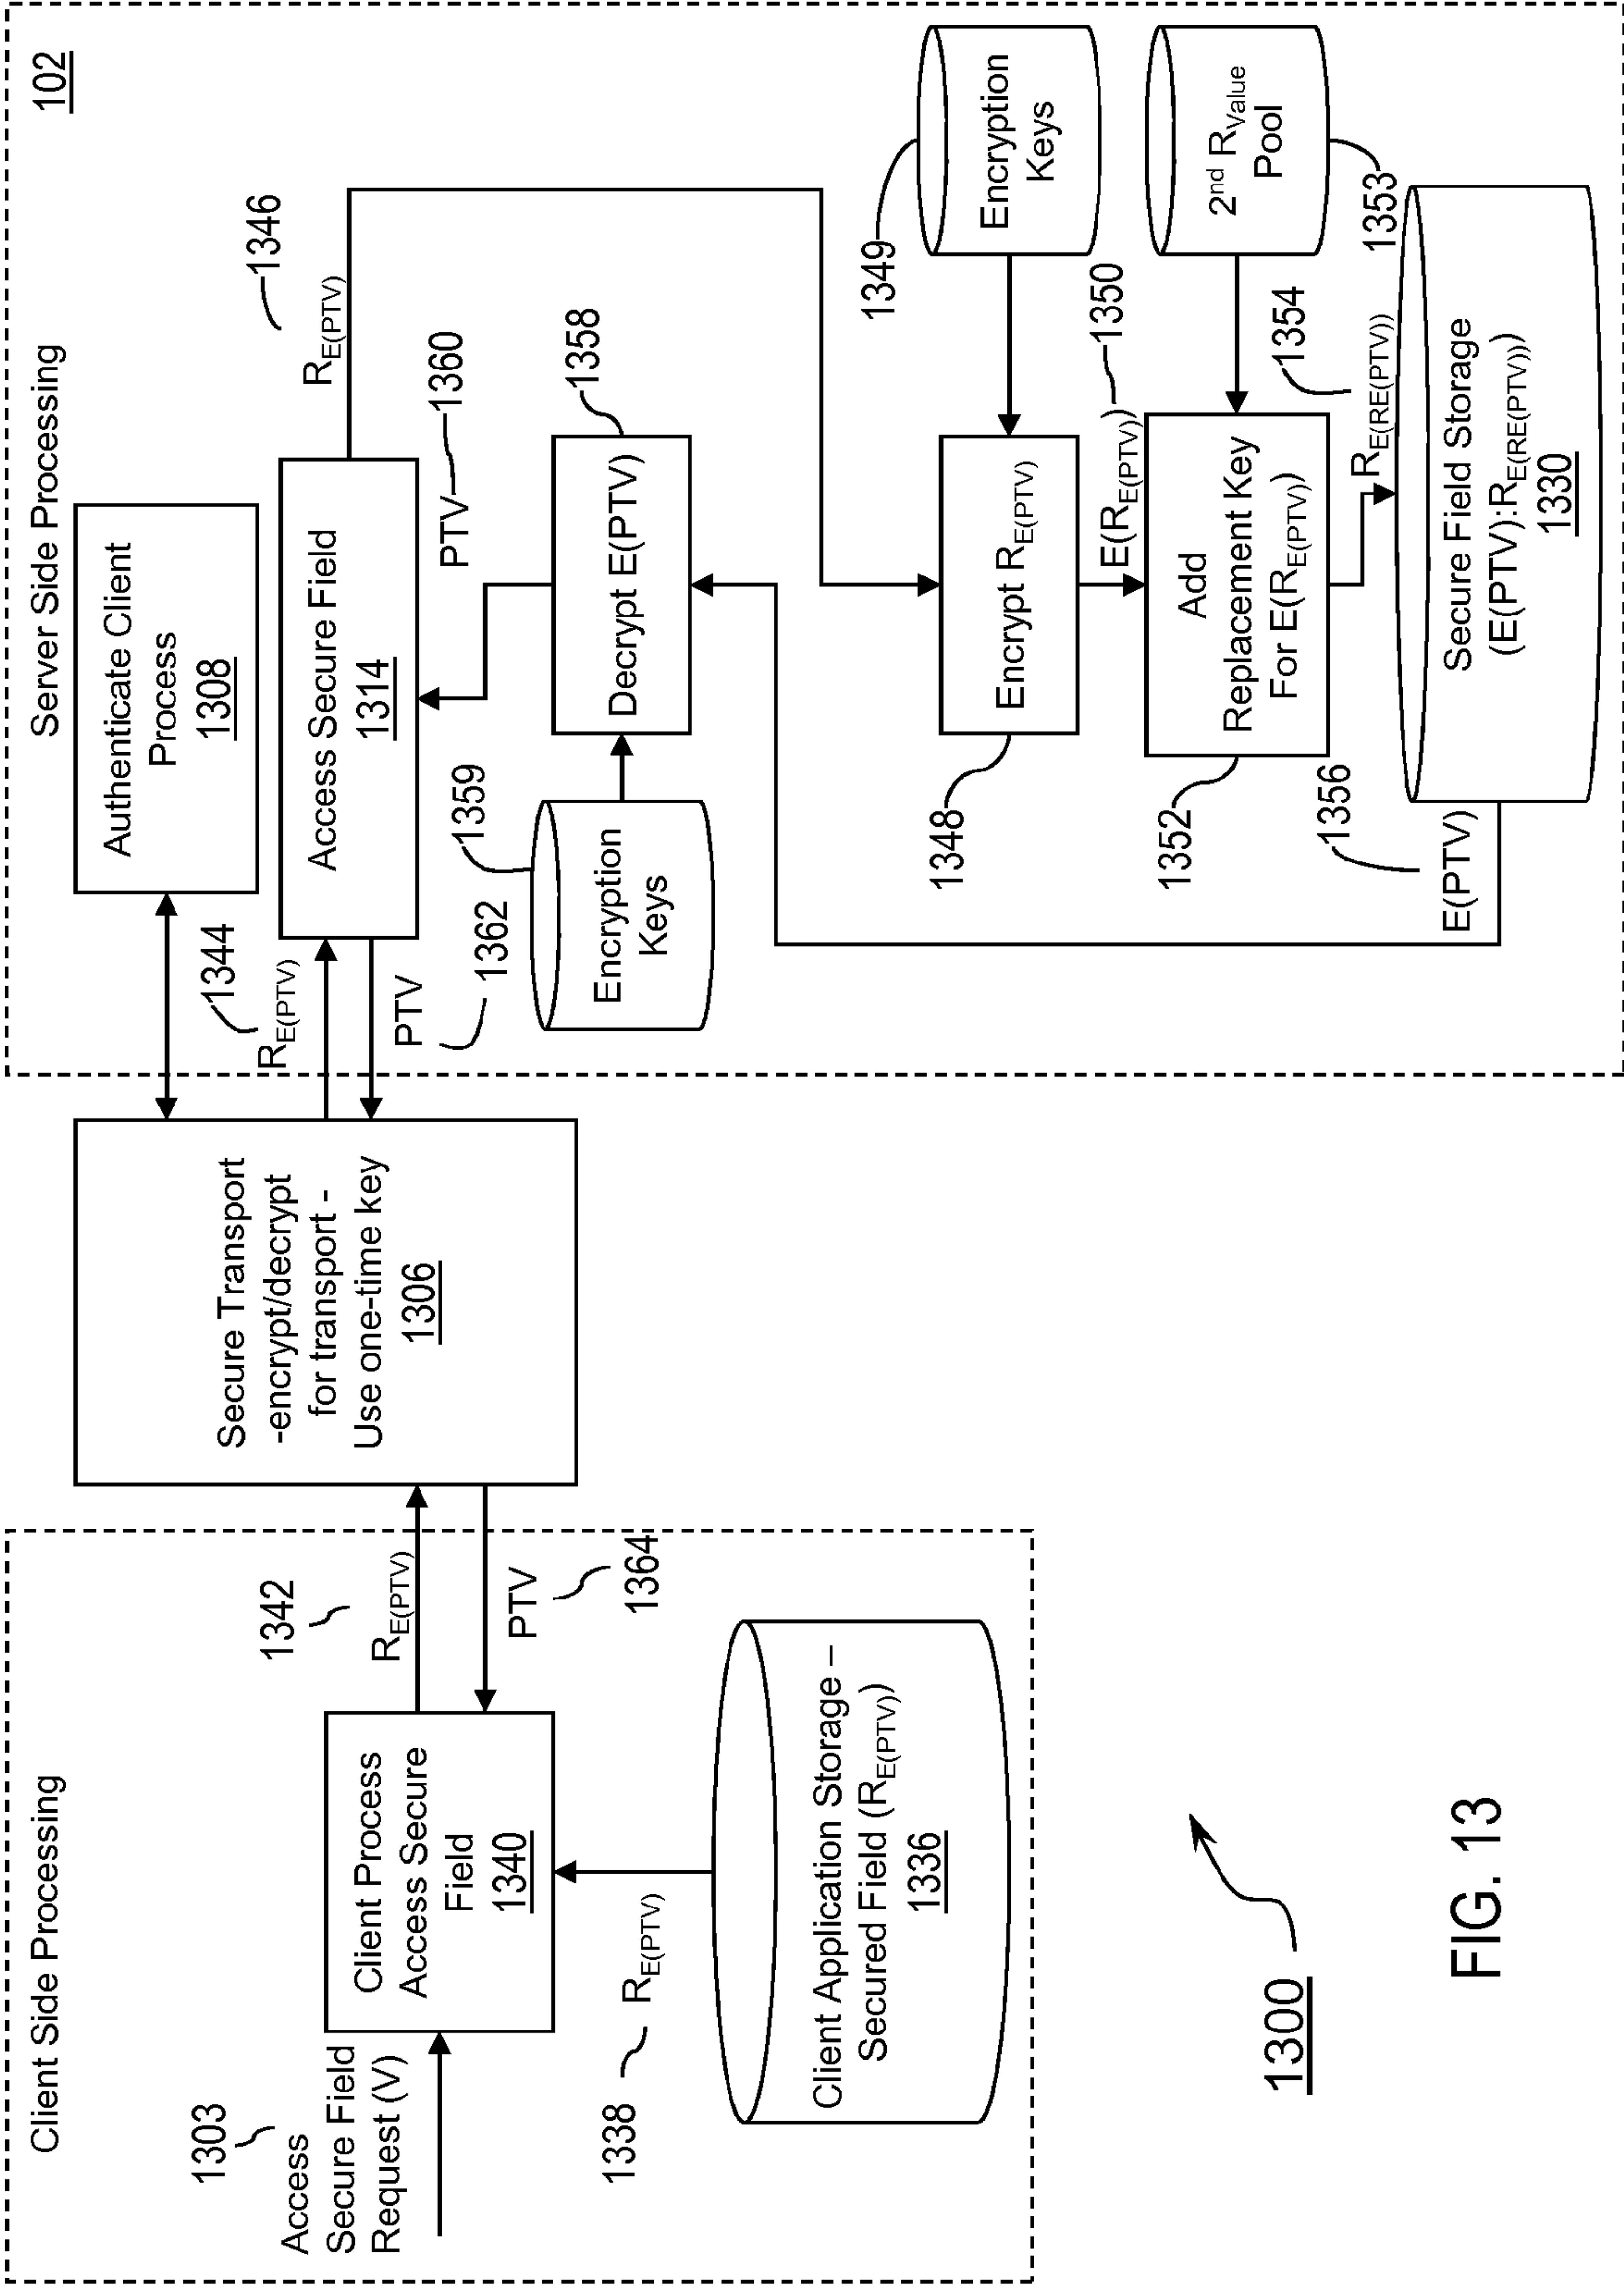 Client Side Processing
1303
Access
Secure Field
Request (V)
Client Process
Access Secure
Field
1340
1342
R_E(PTV)
PTV
1364
1338
R_E(PTV)
Client Application Storage –
Secured Field (R_E(PTV))
1336
Secure Transport
-encrypt/decrypt
for transport -
Use one-time key
1306
Server Side Processing
102
Authenticate Client
Process
1308
1344
R_E(PTV)
PTV
1362
Access Secure Field
1314
R_E(PTV)
1346
PTV
1360
1359
Encryption
Keys
Decrypt E(PTV)
1358
1349
Encryption
Keys
Encrypt R_E(PTV)
1348
E(R_E(PTV))
1350
Add
Replacement Key
For E(R_E(PTV))
1352
2nd R_Value
Pool
1353
R_E(RE(PTV))
1354
E(PTV)
1356
Secure Field Storage
(E(PTV):R_E(RE(PTV)))
1330
1300
FIG. 13